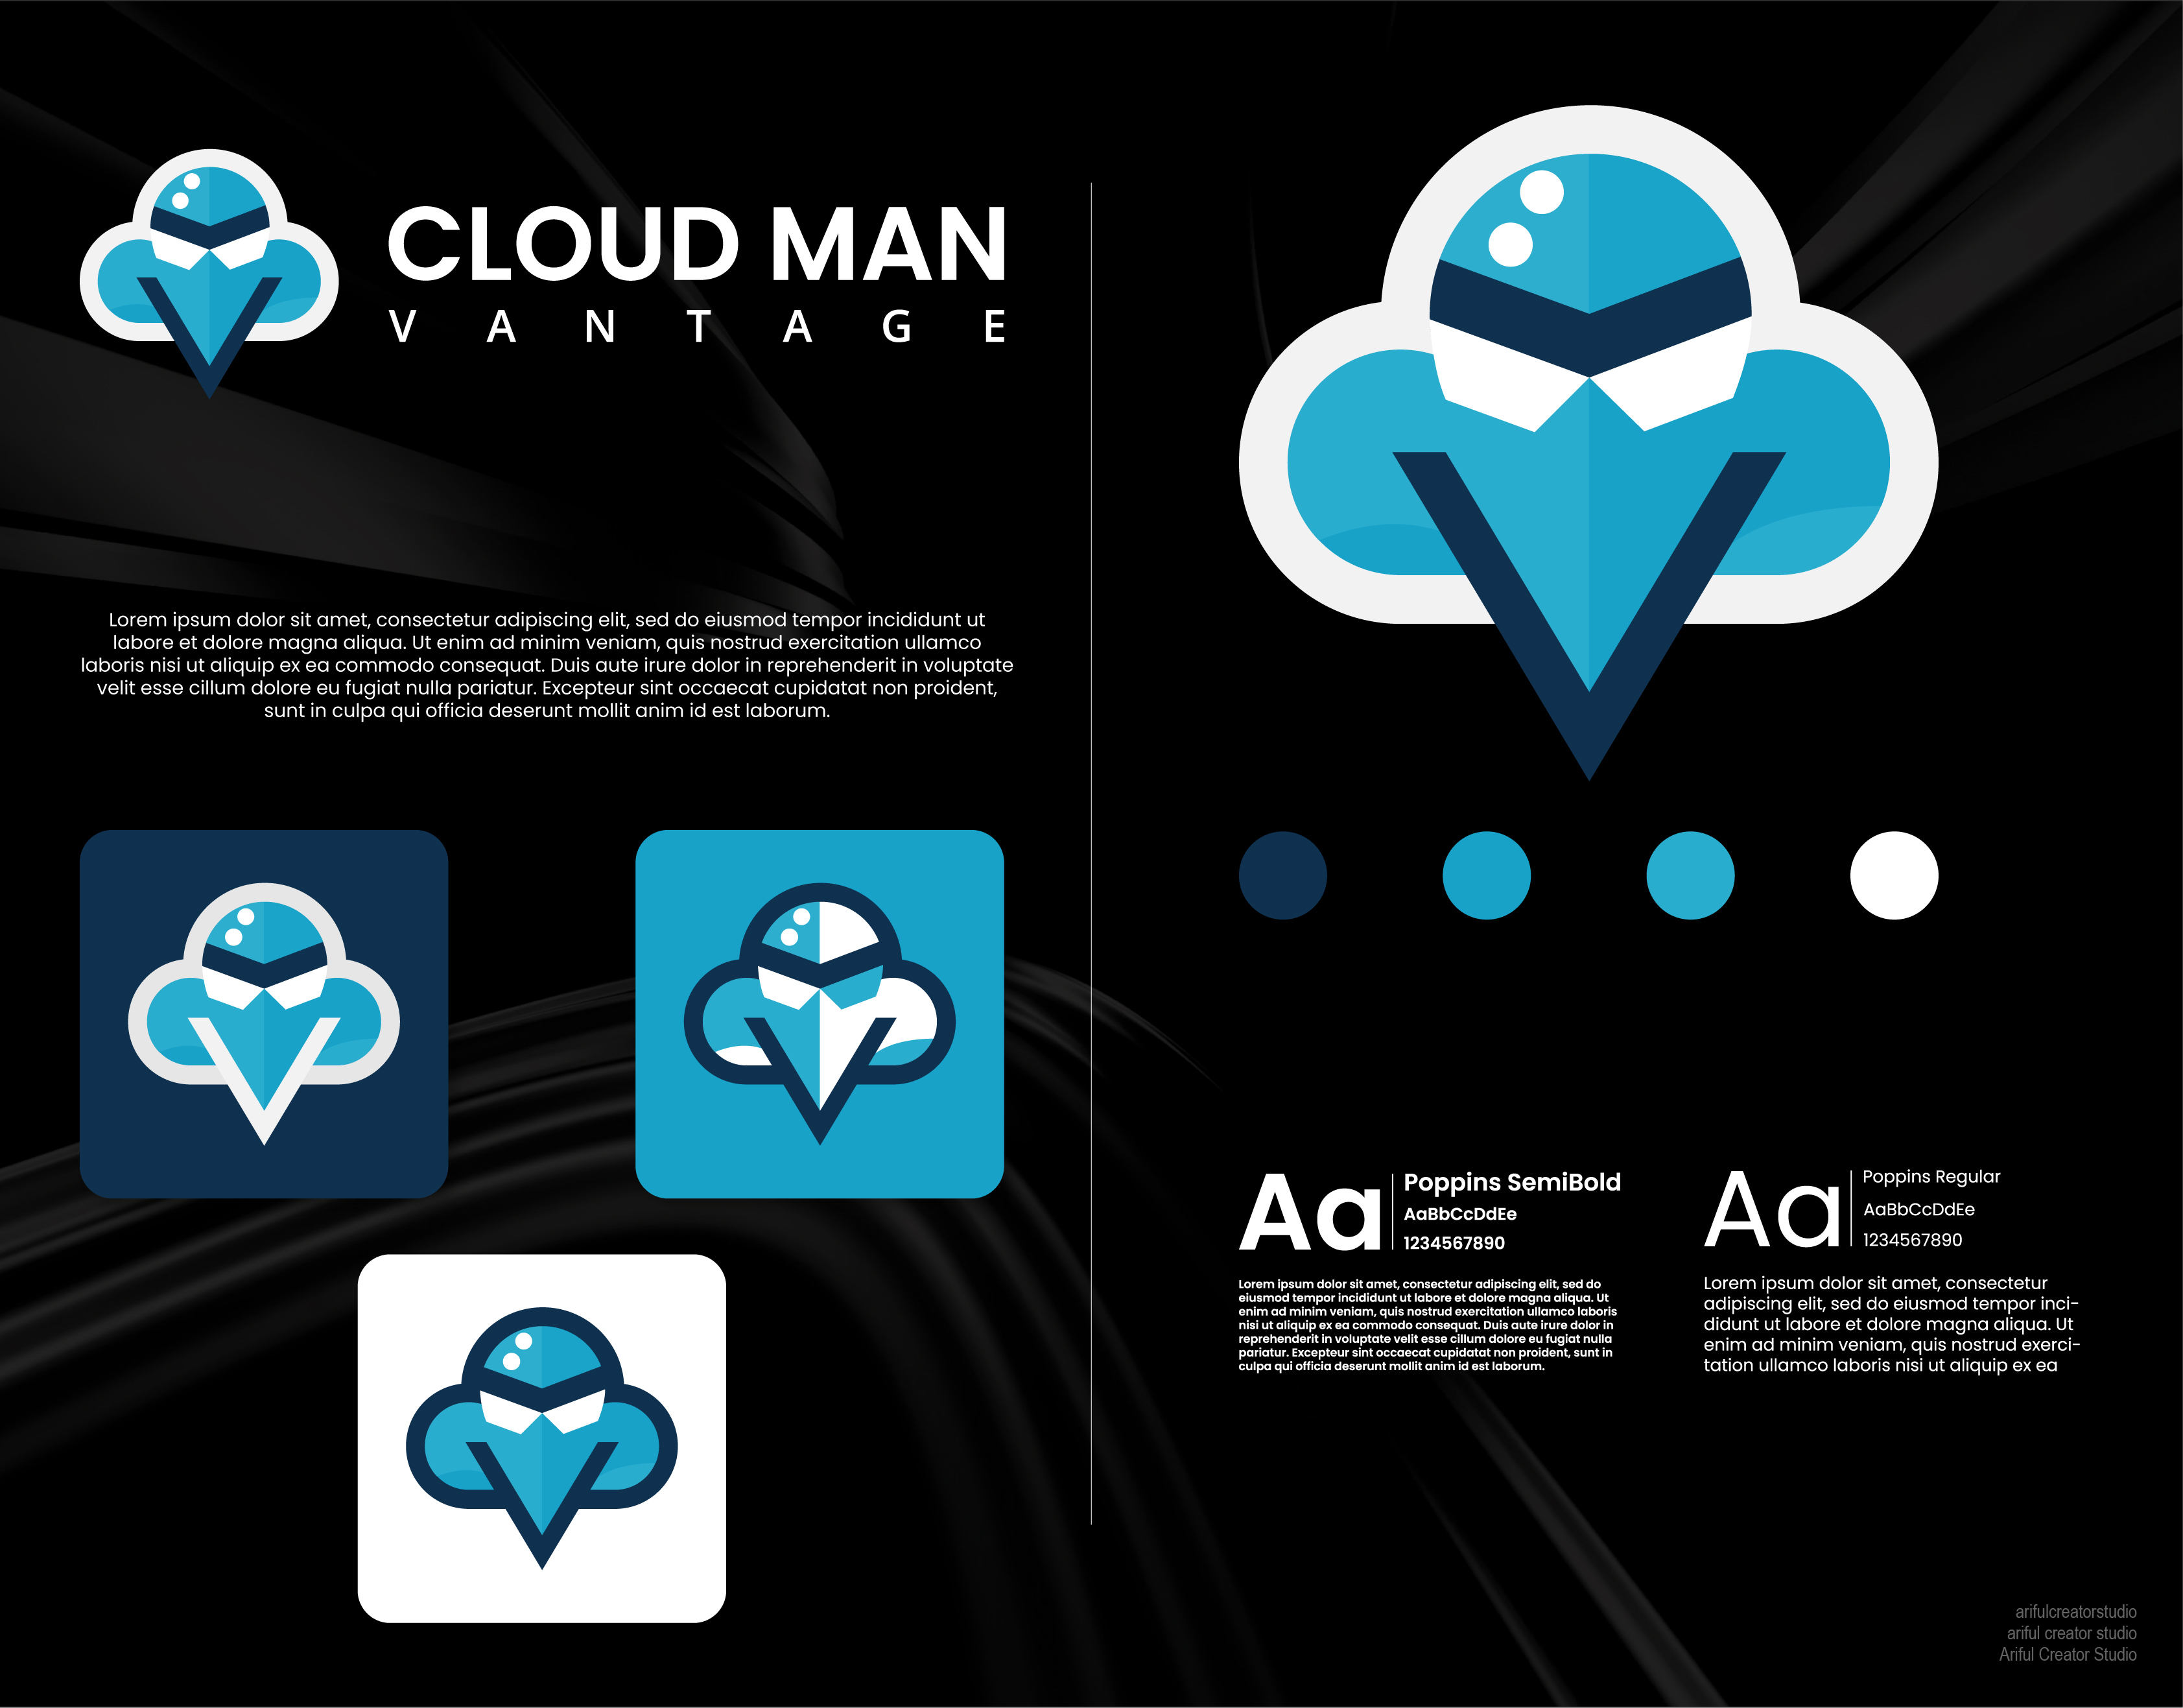 CLOUD MAN
VANTAGE
Lorem ipsum dolor sit amet, consectetur adipiscing elit, sed do eiusmod tempor incididunt ut
labore et dolore magna aliqua. Ut enim ad minim veniam, quis nostrud exercitation ullamco
laboris nisi ut aliquip ex ea commodo consequat. Duis aute irure dolor in reprehenderit in voluptate
velit esse cillum dolore eu fugiat nulla pariatur. Excepteur sint occaecat cupidatat non proident,
sunt in culpa qui officia deserunt mollit anim id est laborum.
Aa
Poppins SemiBold
AaBbCcDdEe
1234567890
Lorem ipsum dolor sit amet, consectetur adipiscing elit, sed do
eiusmod tempor incididunt ut labore et dolore magna aliqua. Ut
enim ad minim veniam, quis nostrud exercitation ullamco laboris
nisi ut aliquip ex ea commodo consequat. Duis aute irure dolor in
reprehenderit in voluptate velit esse cillum dolore eu fugiat nulla
pariatur. Excepteur sint occaecat cupidatat non proident, sunt in
culpa qui officia deserunt mollit anim id est laborum.
Aa
Poppins Regular
AaBbCcDdEe
1234567890
Lorem ipsum dolor sit amet, consectetur
adipiscing elit, sed do eiusmod tempor inci-
didunt ut labore et dolore magna aliqua. Ut
enim ad minim veniam, quis nostrud exerci-
tation ullamco laboris nisi ut aliquip ex ea
arifulcreatorstudio
ariful creator studio
Ariful Creator Studio